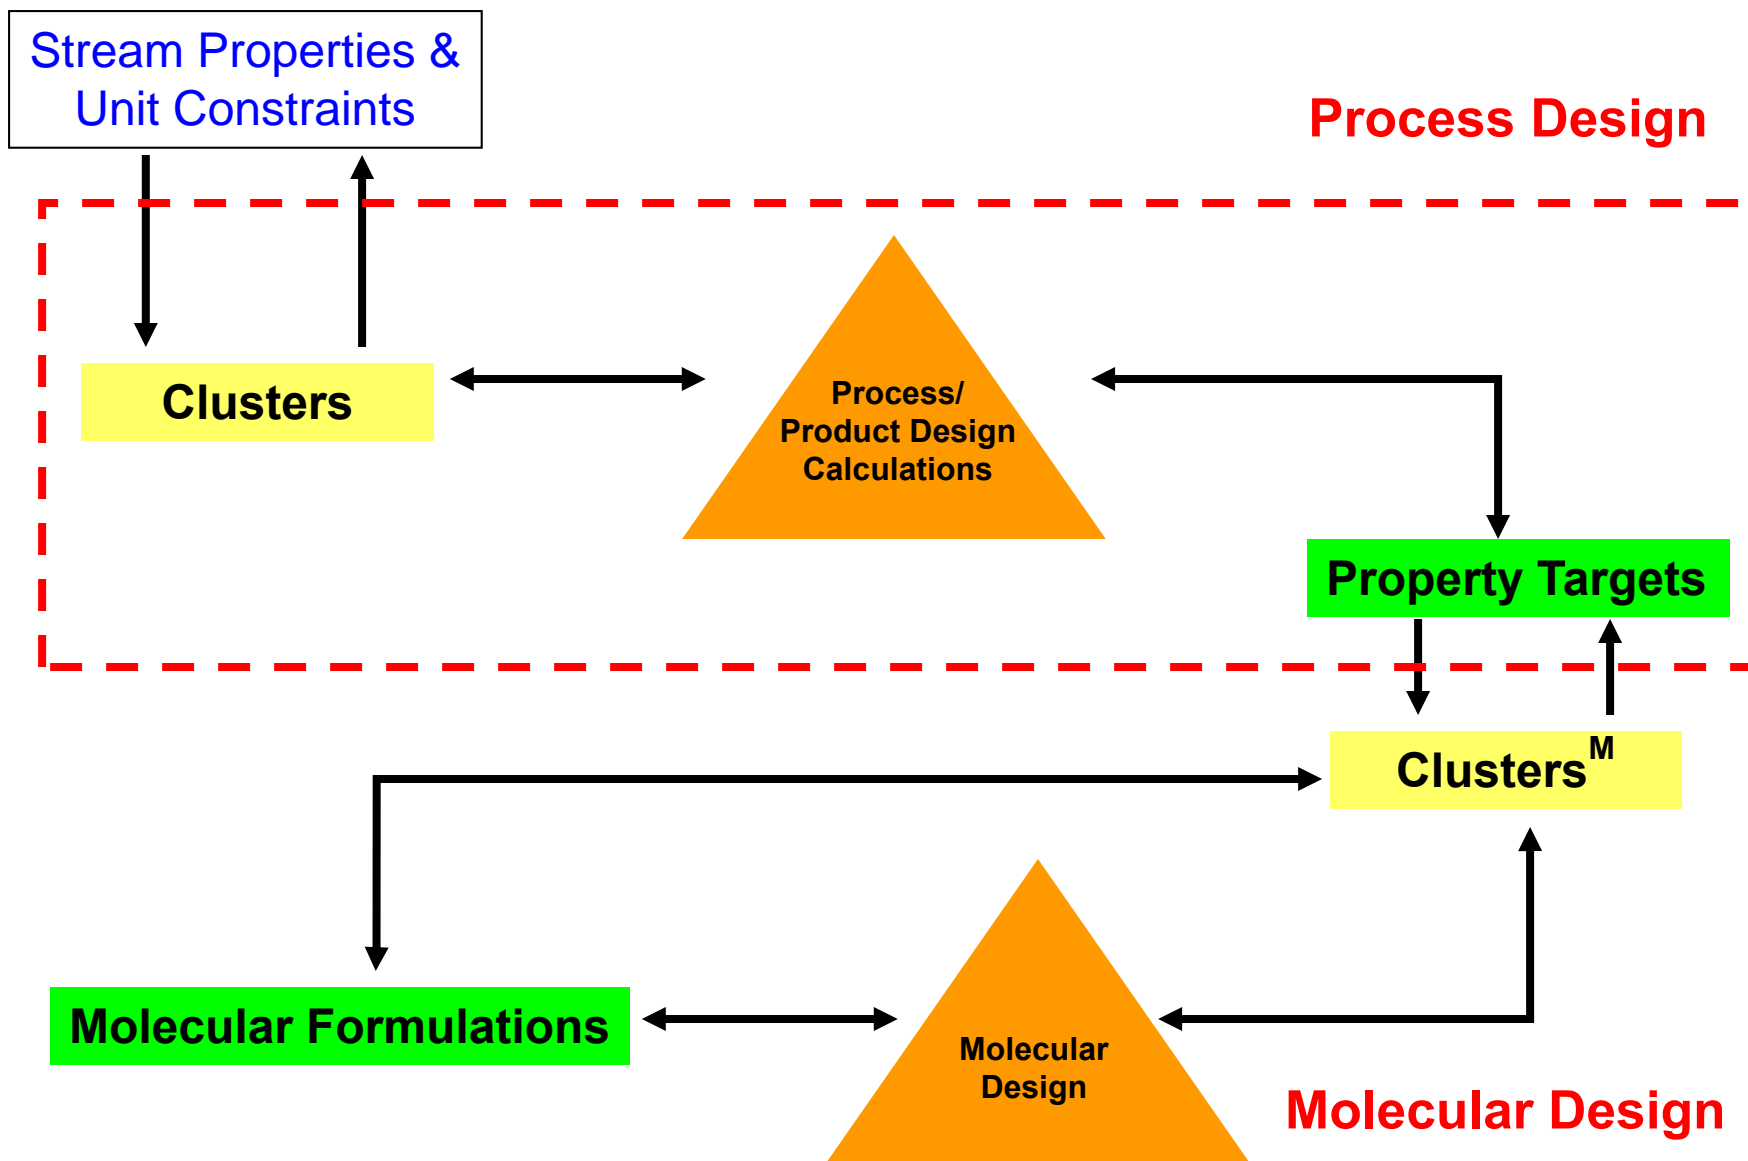 Stream Properties &
Unit Constraints
Process Design
Clusters
Process/
Product Design
Calculations
Property Targets
Clusters^M
Molecular Formulations
Molecular
Design
Molecular Design